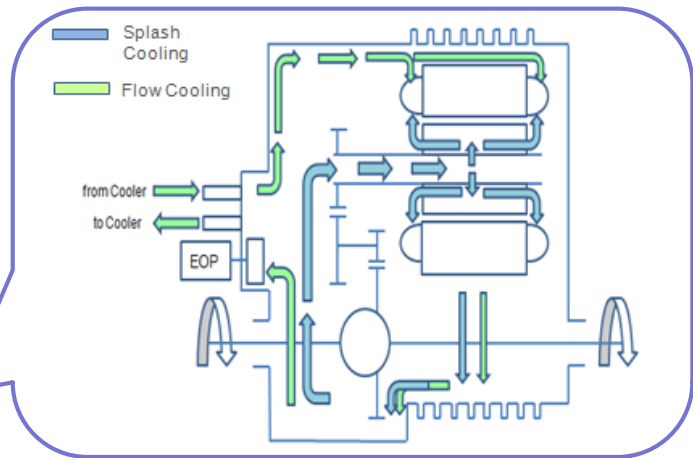 Splash
Cooling
Flow Cooling
from Cooler
to Cooler
EOP